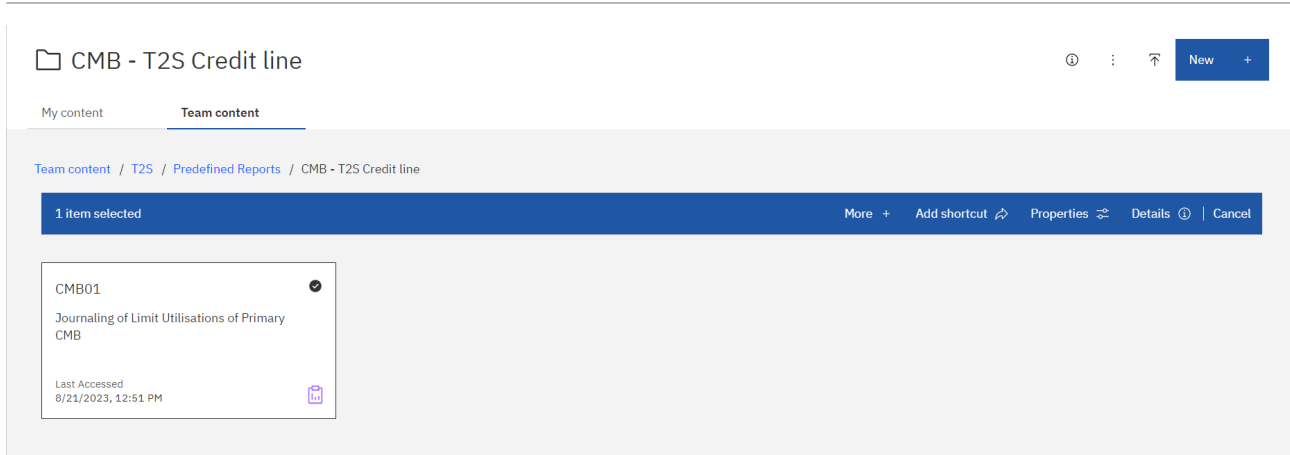 CMB - T2S Credit line
New +
My content Team content
Team content / T2S / Predefined Reports / CMB - T2S Credit line
1 item selected More + Add shortcut Properties Details | Cancel
CMB01
Journaling of Limit Utilisations of Primary
CMB
Last Accessed
8/21/2023, 12:51 PM